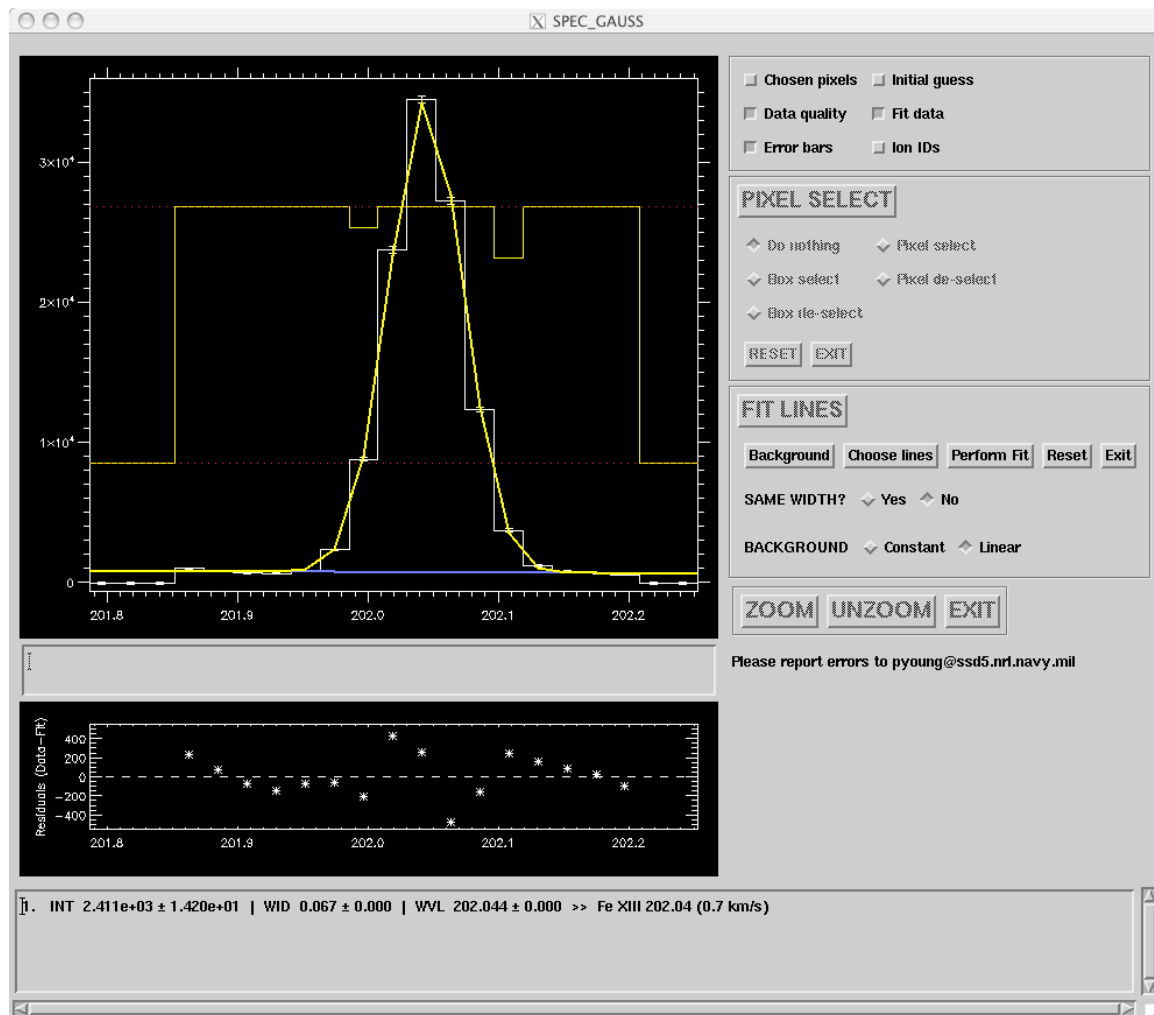 SPEC_GAUSS
Chosen pixels Initial guess
Data quality Fit data
Error bars Ion IDs
PIXEL SELECT
Do nothing Pixel select
Box select Pixel de-select
Box de-select
RESET EXIT
FIT LINES
Background Choose lines Perform Fit Reset Exit
SAME WIDTH? Yes No
BACKGROUND Constant Linear
ZOOM UNZOOM EXIT
Please report errors to pyoung@ssd5.nrl.navy.mil
3×10⁴
2×10⁴
1×10⁴
0
201.8 201.9 202.0 202.1 202.2
Residuals (Data-Fit)
400
200
0
-200
-400
201.8 201.9 202.0 202.1 202.2
1. INT 2.411e+03 ± 1.420e+01 | WID 0.067 ± 0.000 | WVL 202.044 ± 0.000 >> Fe XIII 202.04 (0.7 km/s)